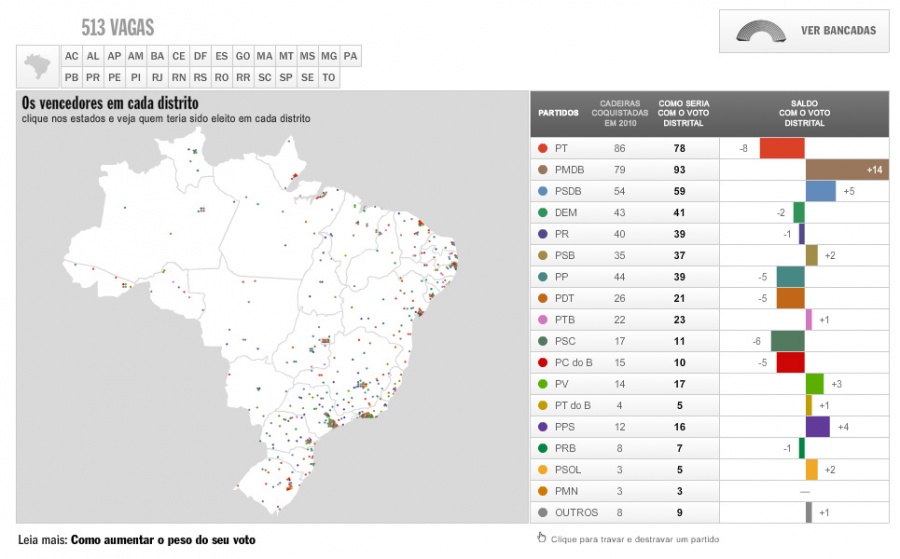 513 VAGAS
VER BANCADAS
AC AL AP AM BA CE DF ES GO MA MT MS MG PA
PB PR PE PI RJ RN RS RO RR SC SP SE TO
Os vencedores em cada distrito
clique nos estados e veja quem teria sido eleito em cada distrito
PARTIDOS
CADEIRAS
COQUISTADAS
EM 2010
COMO SERIA
COM O VOTO
DISTRITAL
SALDO
COM O VOTO
DISTRITAL
PT 86 78 -8
PMDB 79 93 +14
PSDB 54 59 +5
DEM 43 41 -2
PR 40 39 -1
PSB 35 37 +2
PP 44 39 -5
PDT 26 21 -5
PTB 22 23 +1
PSC 17 11 -6
PC do B 15 10 -5
PV 14 17 +3
PT do B 4 5 +1
PPS 12 16 +4
PRB 8 7 -1
PSOL 3 5 +2
PMN 3 3 —
OUTROS 8 9 +1
Leia mais: Como aumentar o peso do seu voto
Clique para travar e destravar um partido